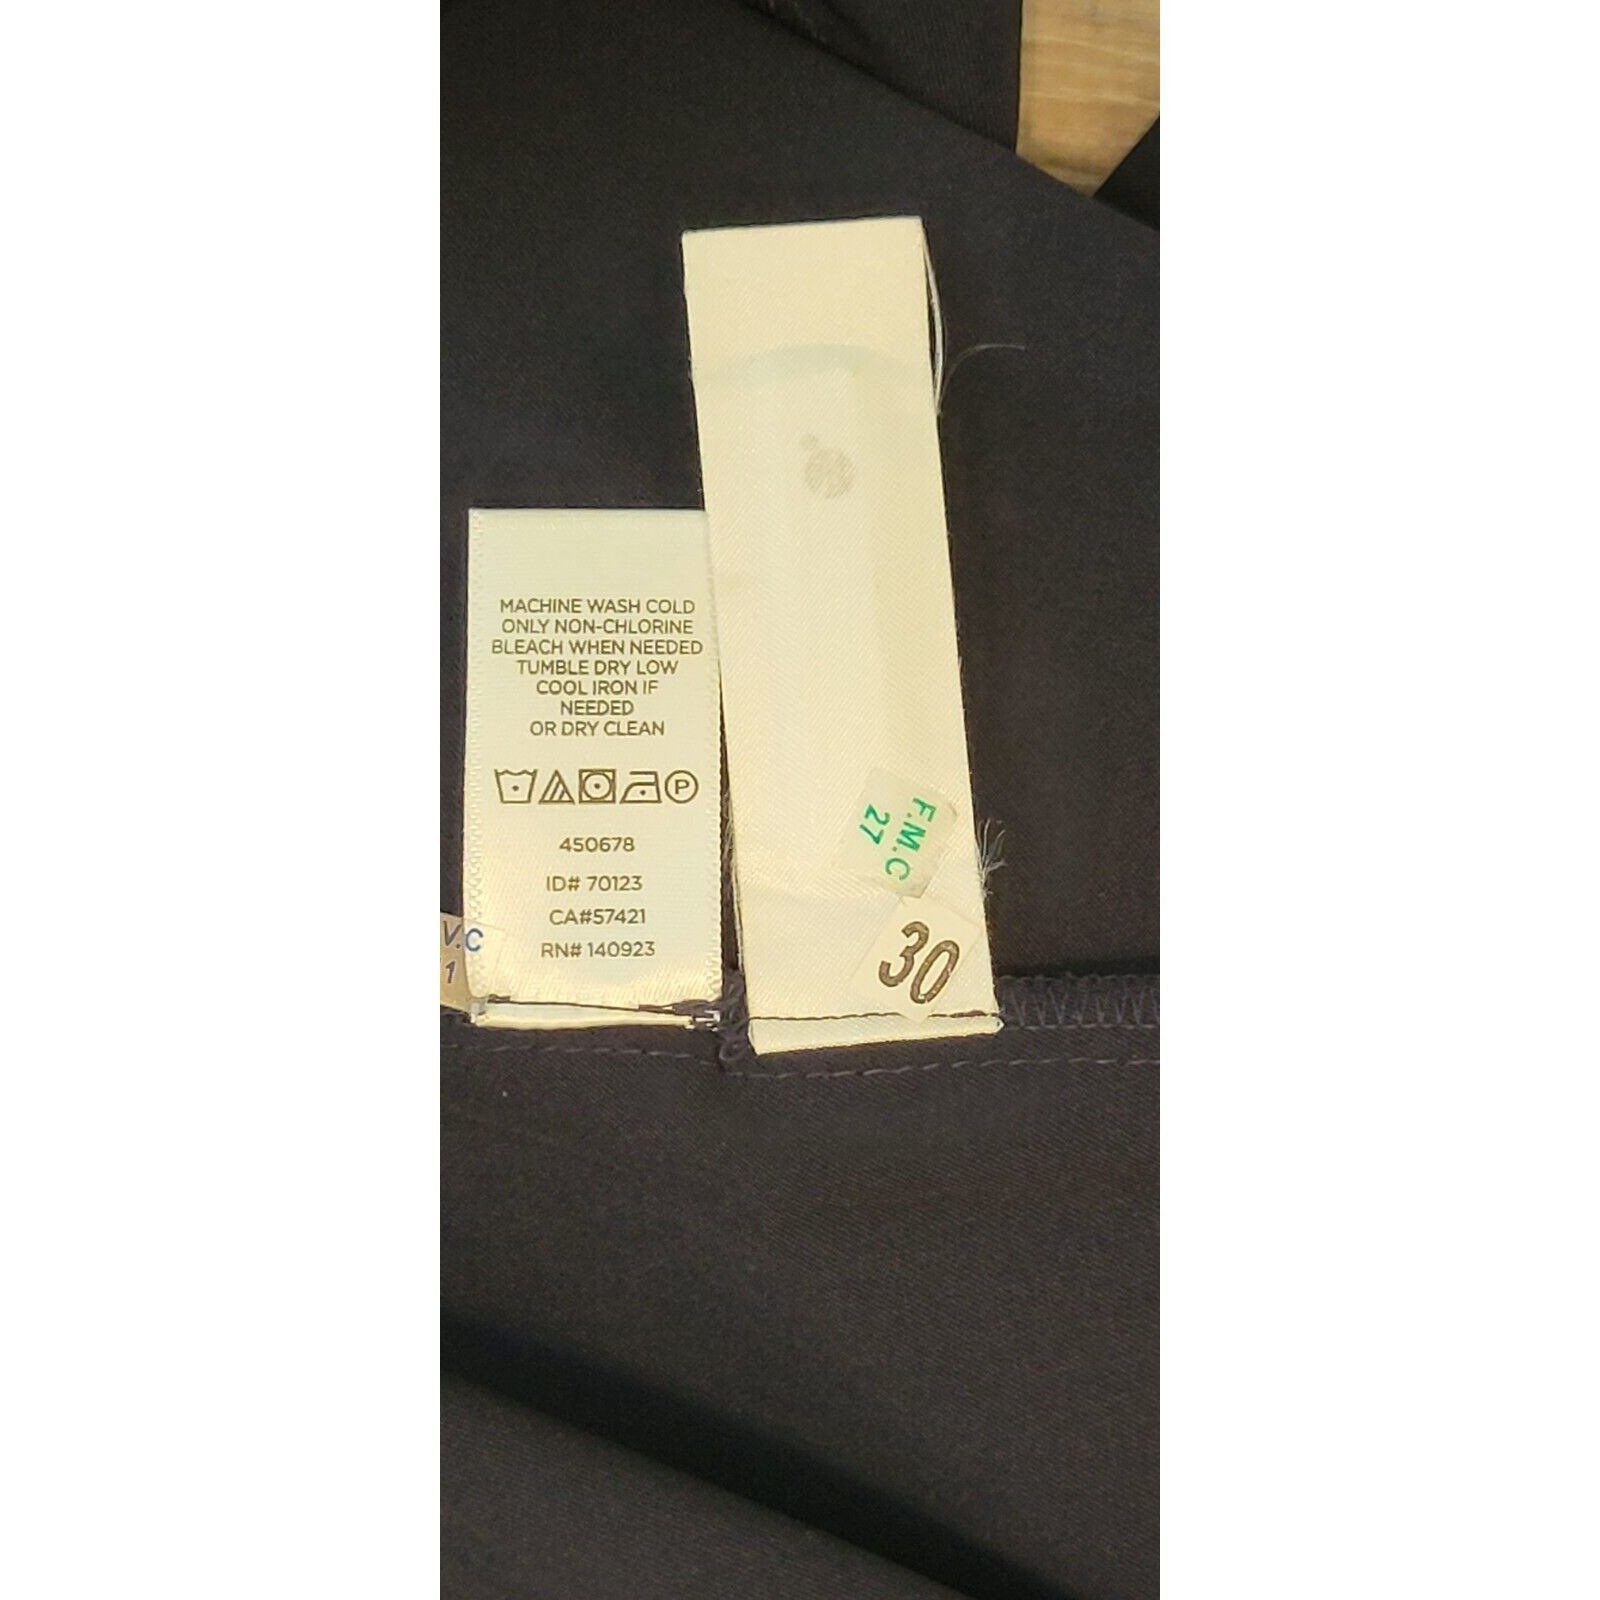 MACHINE WASH COLD
ONLY NON-CHLORINE
BLEACH WHEN NEEDED
TUMBLE DRY LOW
COOL IRON IF
NEEDED
OR DRY CLEAN
P
450678
ID# 70123
CA#57421
RN# 140923
V.C
1
F.M.C
27
30